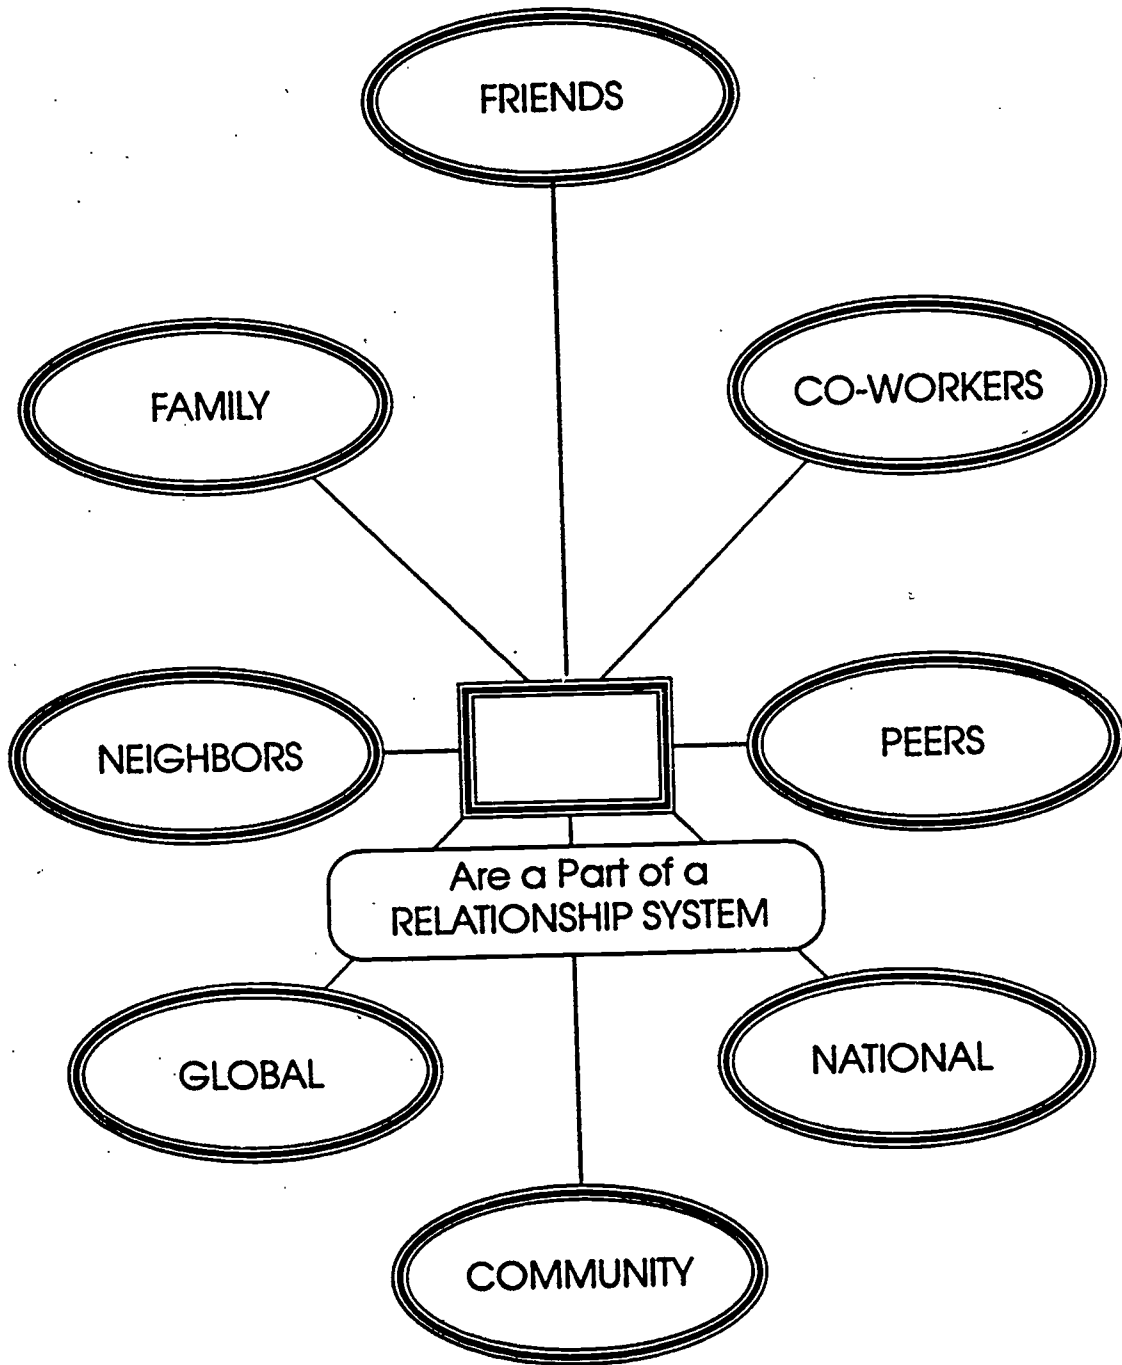 FRIENDS
FAMILY
CO-WORKERS
NEIGHBORS
PEERS
Are a Part of a
RELATIONSHIP SYSTEM
GLOBAL
NATIONAL
COMMUNITY